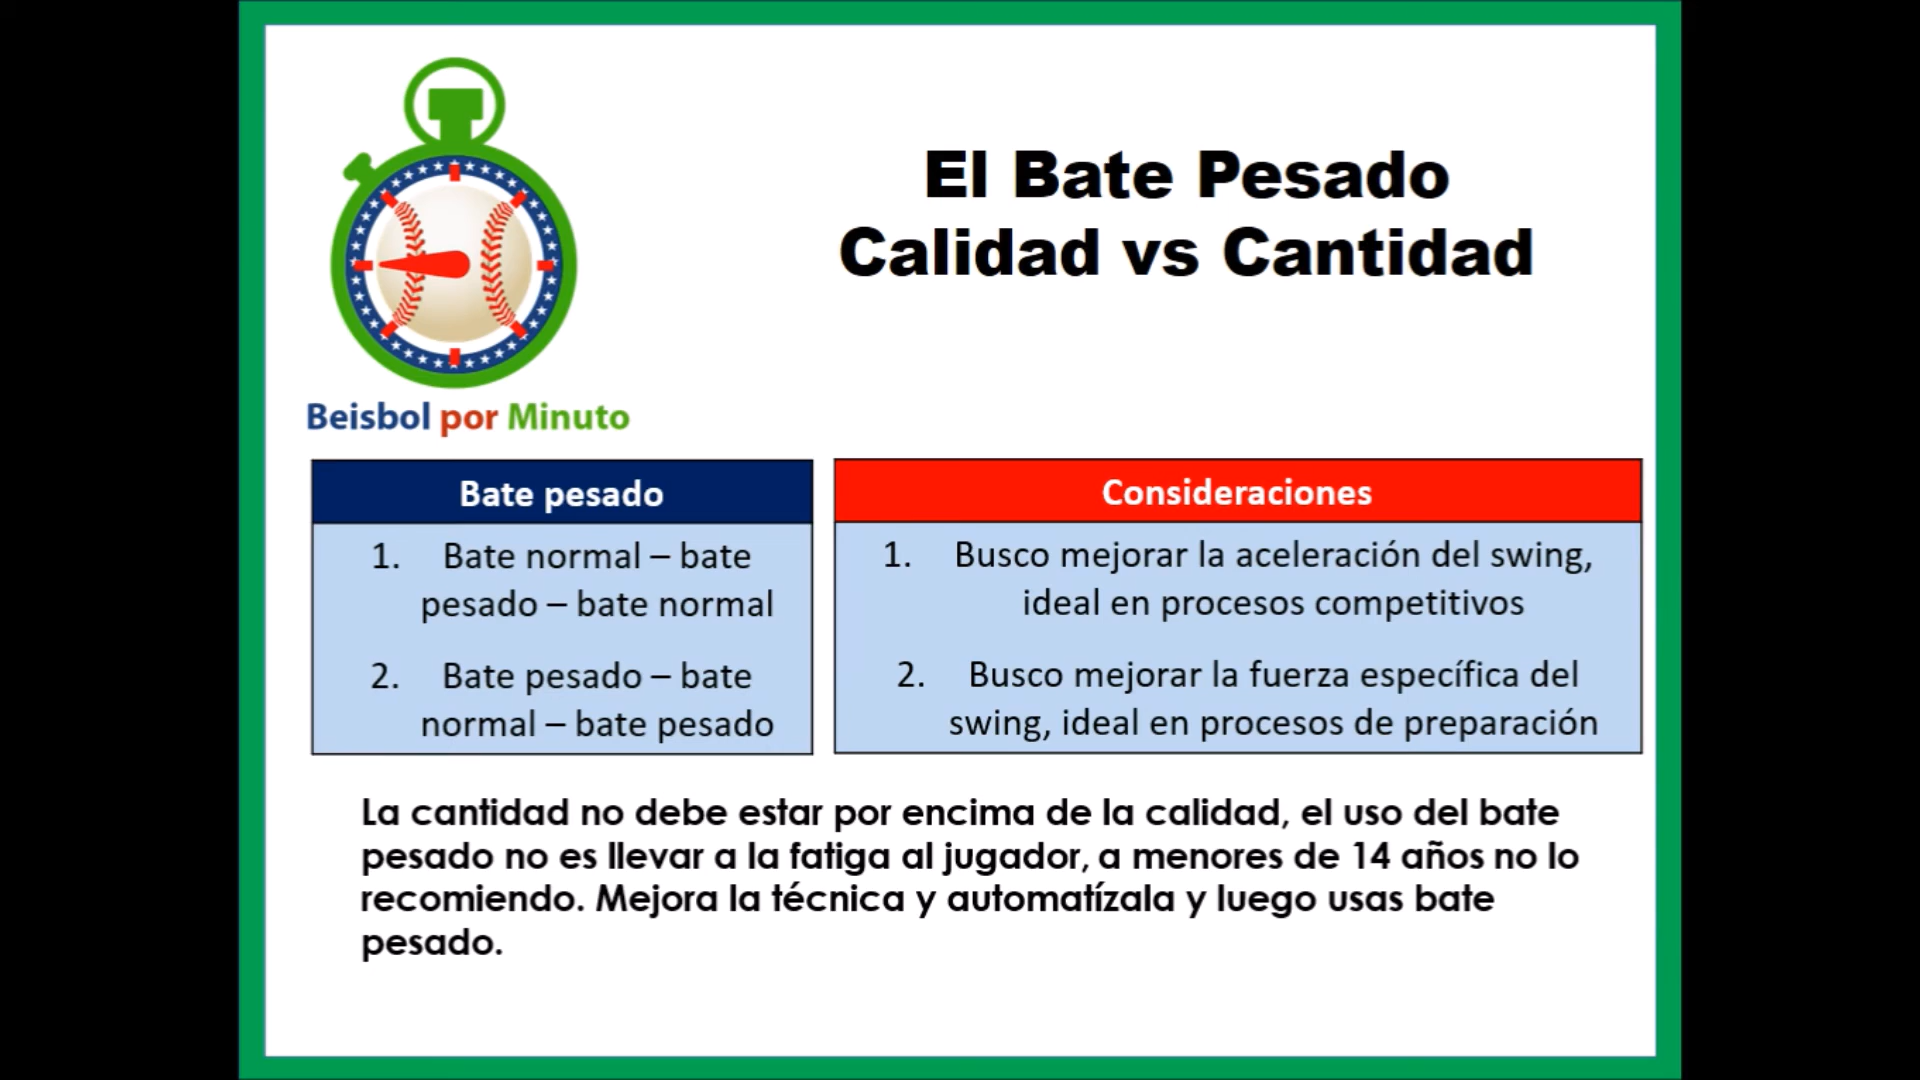 El Bate Pesado
Calidad vs Cantidad
Beisbol por Minuto
Bate pesado
1. Bate normal – bate
pesado – bate normal
2. Bate pesado – bate
normal – bate pesado
Consideraciones
1. Busco mejorar la aceleración del swing,
ideal en procesos competitivos
2. Busco mejorar la fuerza específica del
swing, ideal en procesos de preparación
La cantidad no debe estar por encima de la calidad, el uso del bate
pesado no es llevar a la fatiga al jugador, a menores de 14 años no lo
recomiendo. Mejora la técnica y automatízala y luego usas bate
pesado.